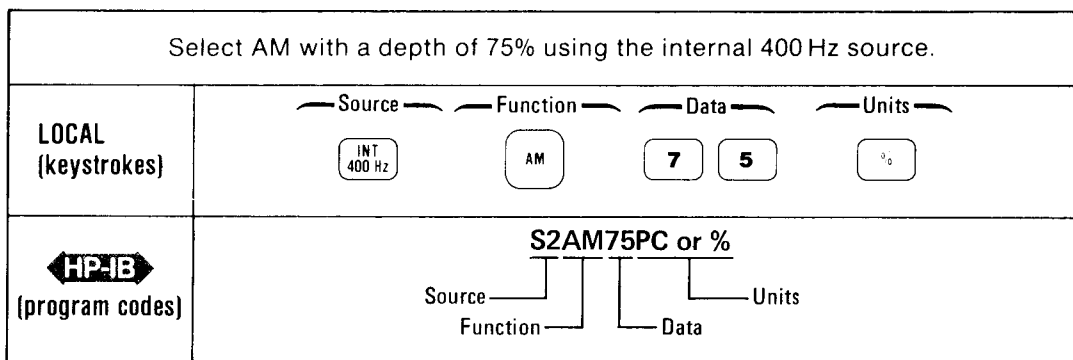 Select AM with a depth of 75% using the internal 400 Hz source.
LOCAL
(keystrokes)
Source Function Data Units
INT
400 Hz
AM
7 5
%
HP-IB
(program codes)
S2AM75PC or %
Source Units
Function Data